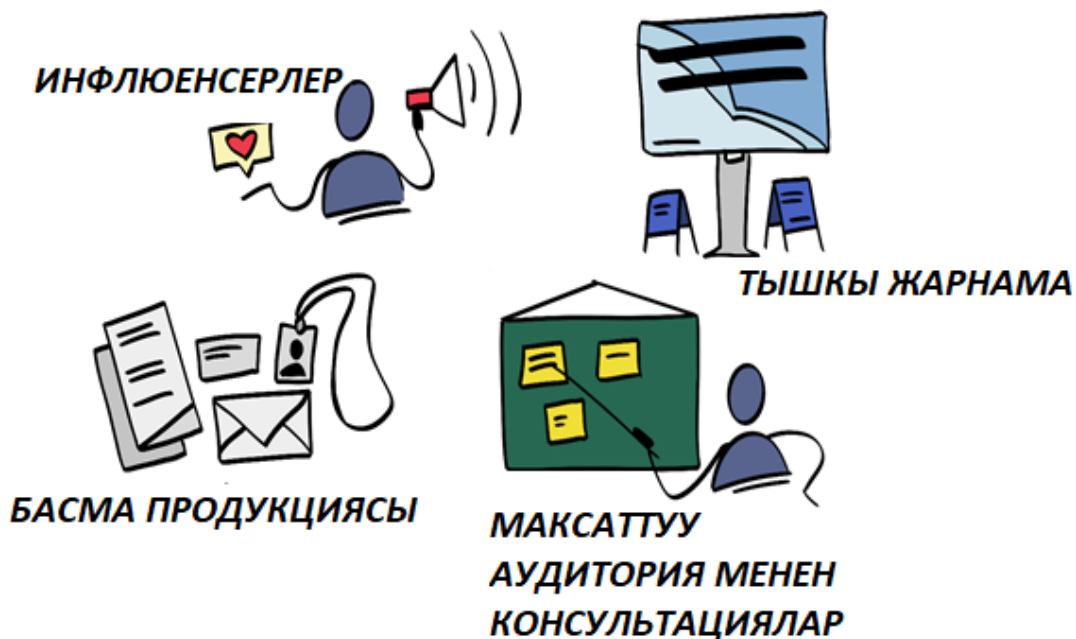 ИНФЛЮЕНСЕРЛЕР
ТЫШКЫ ЖАРНАМА
БАСМА ПРОДУКЦИЯСЫ
МАКСАТТУУ
АУДИТОРИЯ МЕНЕН
КОНСУЛЬТАЦИЯЛАР